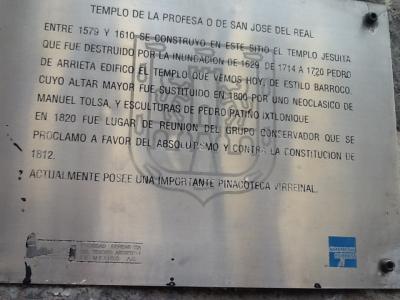 TEMPLO DE LA PROFESA O DE SAN JOSE DEL REAL
ENTRE 1579 Y 1610 SE CONSTRUYO EN ESTE SITIO EL TEMPLO JESUITA
QUE FUE DESTRUIDO POR LA INUNDACION DE 1629. DE 1714 A 1720 PEDRO
DE ARRIETA EDIFICO EL TEMPLO QUE VEMOS HOY, DE ESTILO BARROCO,
CUYO ALTAR MAYOR FUE SUSTITUIDO EN 1800 POR UNO NEOCLASICO DE
MANUEL TOLSA, Y ESCULTURAS DE PEDRO PATIÑO IXTLONIQUE
EN 1820 FUE LUGAR DE REUNION DEL GRUPO CONSERVADOR QUE SE
PROCLAMO A FAVOR DEL ABSOLUTISMO Y CONTRA LA CONSTITUCION DE
1812.
ACTUALMENTE POSEE UNA IMPORTANTE PINACOTECA VIRREINAL.
DE MEXICO AC